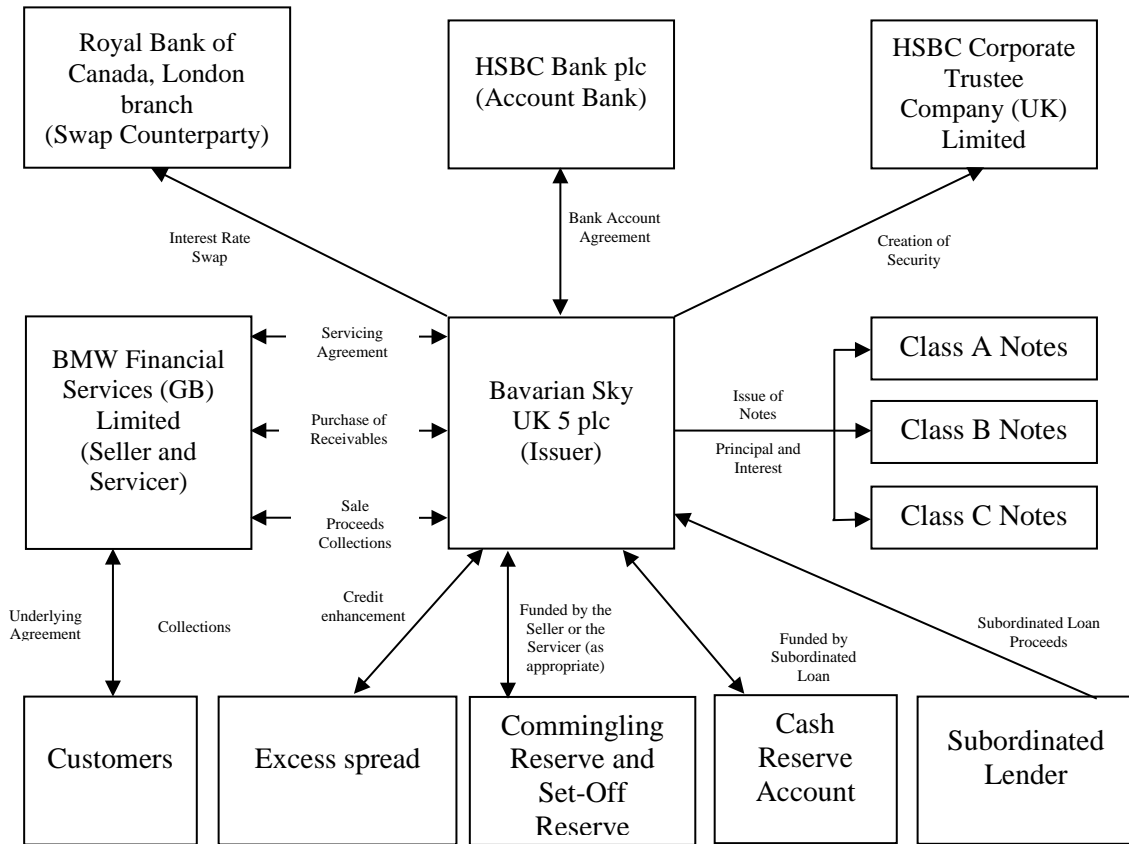 Royal Bank of
Canada, London
branch
(Swap Counterparty)
HSBC Bank plc
(Account Bank)
HSBC Corporate
Trustee
Company (UK)
Limited
Interest Rate
Swap
Bank Account
Agreement
Creation of
Security
BMW Financial
Services (GB)
Limited
(Seller and
Servicer)
Servicing
Agreement
Purchase of
Receivables
Sale
Proceeds
Collections
Bavarian Sky
UK 5 plc
(Issuer)
Issue of
Notes
Principal and
Interest
Class A Notes
Class B Notes
Class C Notes
Underlying
Agreement
Collections
Credit
enhancement
Funded by the
Seller or the
Servicer (as
appropriate)
Funded by
Subordinated
Loan
Subordinated Loan
Proceeds
Customers
Excess spread
Commingling
Reserve and
Set-Off
Reserve
Cash
Reserve
Account
Subordinated
Lender